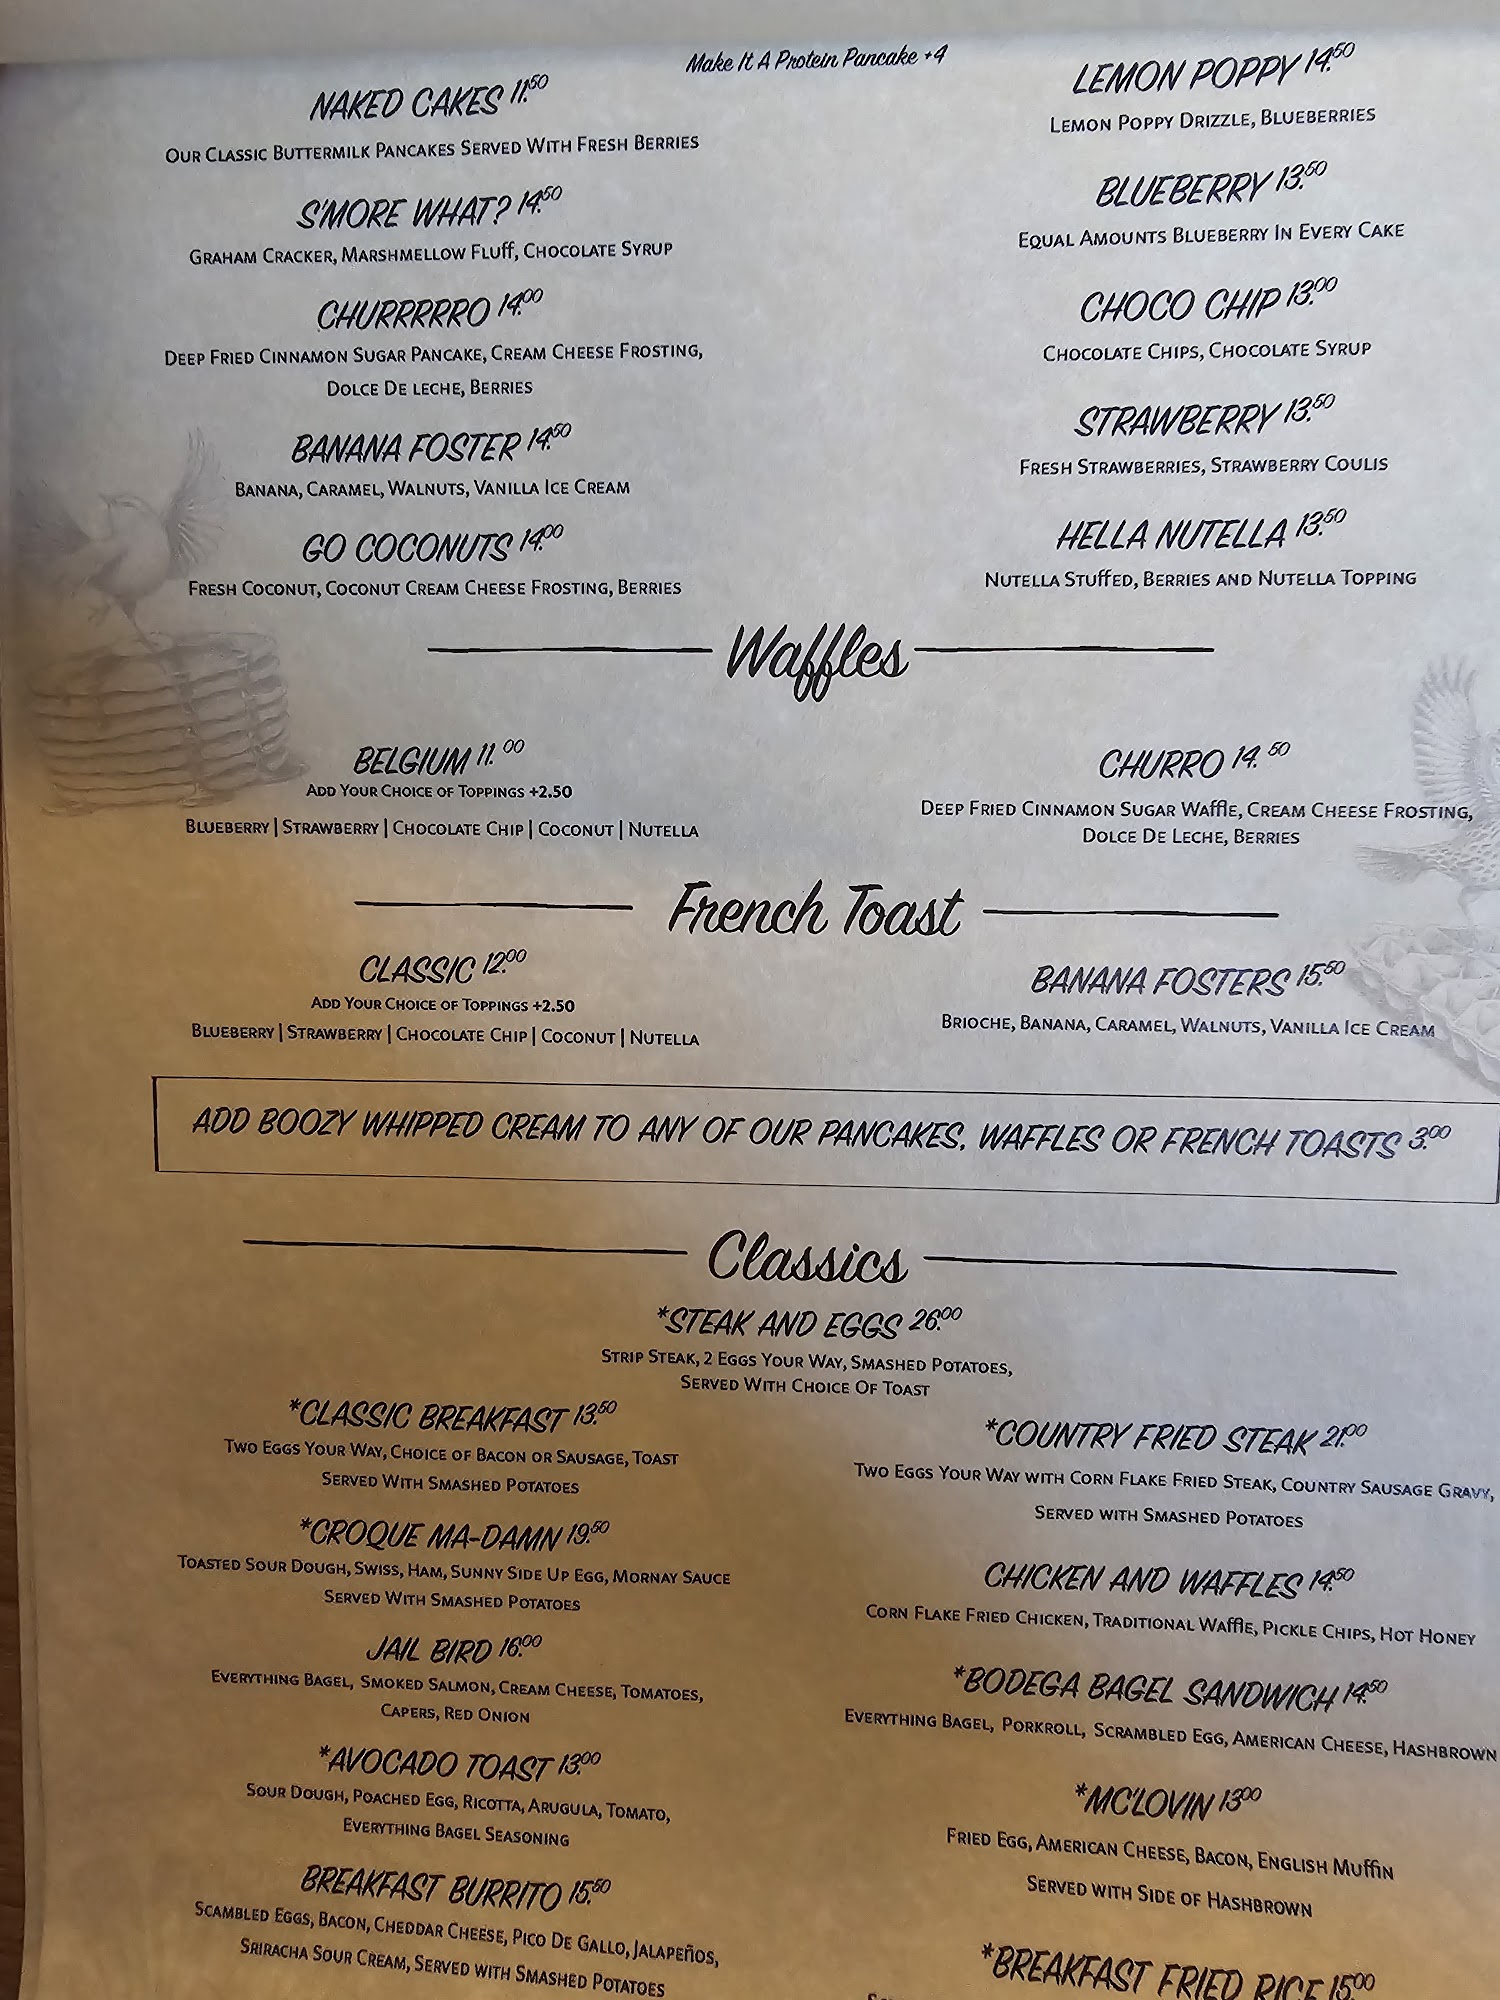 Make It A Protein Pancake +4
NAKED CAKES 11.50
OUR CLASSIC BUTTERMILK PANCAKES SERVED WITH FRESH BERRIES
S'MORE WHAT? 14.50
GRAHAM CRACKER, MARSHMELLOW FLUFF, CHOCOLATE SYRUP
CHURRRRRO 14.00
DEEP FRIED CINNAMON SUGAR PANCAKE, CREAM CHEESE FROSTING,
DOLCE DE LECHE, BERRIES
BANANA FOSTER 14.50
BANANA, CARAMEL, WALNUTS, VANILLA ICE CREAM
GO COCONUTS 14.00
FRESH COCONUT, COCONUT CREAM CHEESE FROSTING, BERRIES
LEMON POPPY 14.50
LEMON POPPY DRIZZLE, BLUEBERRIES
BLUEBERRY 13.50
EQUAL AMOUNTS BLUEBERRY IN EVERY CAKE
CHOCO CHIP 13.00
CHOCOLATE CHIPS, CHOCOLATE SYRUP
STRAWBERRY 13.50
FRESH STRAWBERRIES, STRAWBERRY COULIS
HELLA NUTELLA 13.50
NUTELLA STUFFED, BERRIES AND NUTELLA TOPPING
Waffles
BELGIUM 11.00
ADD YOUR CHOICE OF TOPPINGS +2.50
BLUEBERRY | STRAWBERRY | CHOCOLATE CHIP | COCONUT | NUTELLA
CHURRO 14.50
DEEP FRIED CINNAMON SUGAR WAFFLE, CREAM CHEESE FROSTING,
DOLCE DE LECHE, BERRIES
French Toast
CLASSIC 12.00
ADD YOUR CHOICE OF TOPPINGS +2.50
BLUEBERRY | STRAWBERRY | CHOCOLATE CHIP | COCONUT | NUTELLA
BANANA FOSTERS 15.50
BRIOCHE, BANANA, CARAMEL, WALNUTS, VANILLA ICE CREAM
ADD BOOZY WHIPPED CREAM TO ANY OF OUR PANCAKES, WAFFLES OR FRENCH TOASTS 3.00
Classics
*STEAK AND EGGS 26.00
STRIP STEAK, 2 EGGS YOUR WAY, SMASHED POTATOES,
SERVED WITH CHOICE OF TOAST
*CLASSIC BREAKFAST 13.50
TWO EGGS YOUR WAY, CHOICE OF BACON OR SAUSAGE, TOAST
SERVED WITH SMASHED POTATOES
*CROQUE MA-DAMN 19.50
TOASTED SOUR DOUGH, SWISS, HAM, SUNNY SIDE UP EGG, MORNAY SAUCE
SERVED WITH SMASHED POTATOES
JAIL BIRD 16.00
EVERYTHING BAGEL, SMOKED SALMON, CREAM CHEESE, TOMATOES,
CAPERS, RED ONION
*AVOCADO TOAST 13.00
SOUR DOUGH, POACHED EGG, RICOTTA, ARUGULA, TOMATO,
EVERYTHING BAGEL SEASONING
BREAKFAST BURRITO 15.50
SCAMBLED EGGS, BACON, CHEDDAR CHEESE, PICO DE GALLO, JALAPEÑOS,
SRIRACHA SOUR CREAM, SERVED WITH SMASHED POTATOES
*COUNTRY FRIED STEAK 21.00
TWO EGGS YOUR WAY WITH CORN FLAKE FRIED STEAK, COUNTRY SAUSAGE GRAVY,
SERVED WITH SMASHED POTATOES
CHICKEN AND WAFFLES 14.50
CORN FLAKE FRIED CHICKEN, TRADITIONAL WAFFLE, PICKLE CHIPS, HOT HONEY
*BODEGA BAGEL SANDWICH 14.50
EVERYTHING BAGEL, PORKROLL, SCRAMBLED EGG, AMERICAN CHEESE, HASHBROWN
*MC'LOVIN 13.00
FRIED EGG, AMERICAN CHEESE, BACON, ENGLISH MUFFIN
SERVED WITH SIDE OF HASHBROWN
*BREAKFAST FRIED RICE 15.00